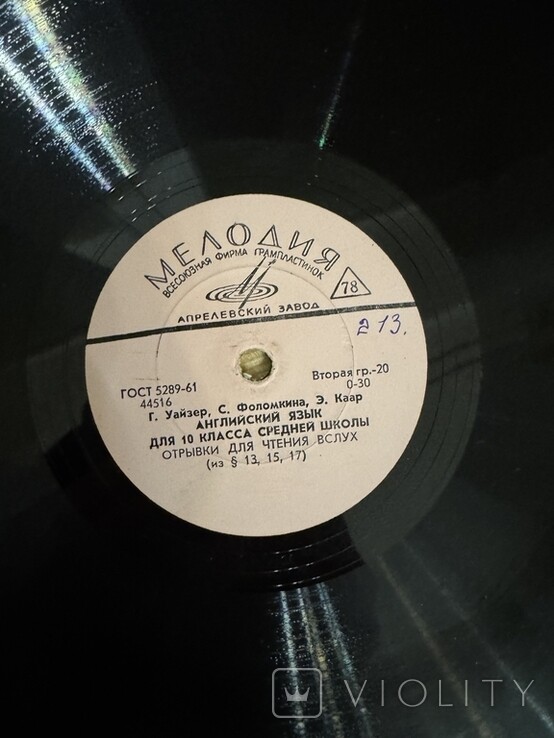 МЕЛОДИЯ
ВСЕСОЮЗНАЯ ФИРМА ГРАМПЛАСТИНОК
78
АПРЕЛЕВСКИЙ ЗАВОД
213.
ГОСТ 5289-61
Вторая гр.-20
44516
0-30
Г. Уайзер, С. Фоломкина, Э. Каар
АНГЛИЙСКИЙ ЯЗЫК
ДЛЯ 10 КЛАССА СРЕДНЕЙ ШКОЛЫ
ОТРЫВКИ ДЛЯ ЧТЕНИЯ ВСЛУХ
(из § 13, 15, 17)
VIOLITY